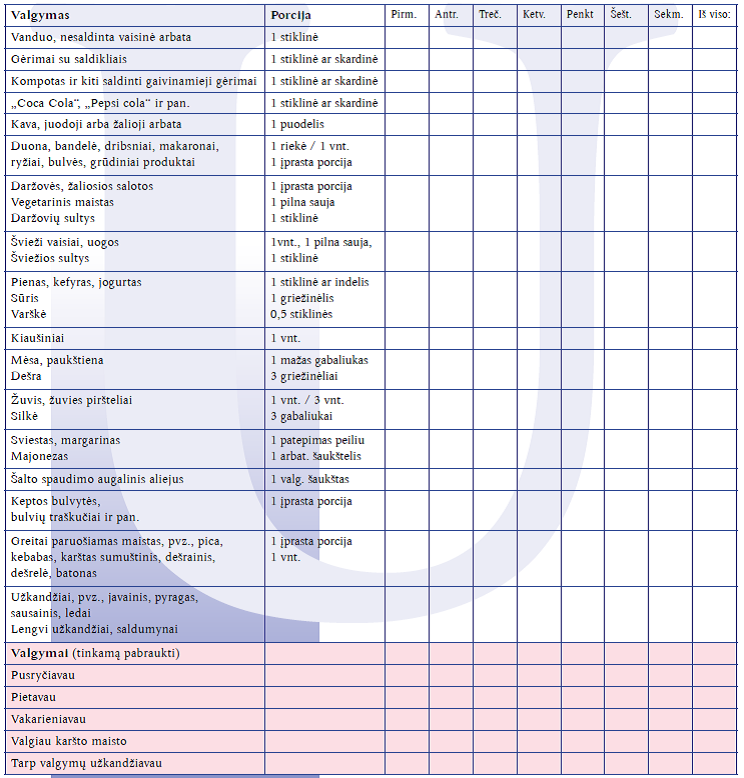 Valgymas Porcija Pirm. Antr. Treč. Ketv. Penkt Šešt. Sekm. Iš viso:
Vanduo, nesaldinta vaisinė arbata 1 stiklinė
Gėrimai su saldikliais 1 stiklinė ar skardinė
Kompotas ir kiti saldinti gaivinamieji gėrimai 1 stiklinė ar skardinė
„Coca Cola“, „Pepsi cola“ ir pan. 1 stiklinė ar skardinė
Kava, juodoji arba žalioji arbata 1 puodelis
Duona, bandelė, dribsniai, makaronai, 1 riekė / 1 vnt.
ryžiai, bulvės, grūdiniai produktai 1 įprasta porcija
Daržovės, žaliosios salotos 1 įprasta porcija
Vegetarinis maistas 1 pilna sauja
Daržovių sultys 1 stiklinė
Švieži vaisiai, uogos 1vnt., 1 pilna sauja,
Šviežios sultys 1 stiklinė
Pienas, kefyras, jogurtas 1 stiklinė ar indelis
Sūris 1 griežinėlis
Varškė 0,5 stiklinės
Kiaušiniai 1 vnt.
Mėsa, paukštiena 1 mažas gabaliukas
Dešra 3 griežinėliai
Žuvis, žuvies piršteliai 1 vnt. / 3 vnt.
Silkė 3 gabaliukai
Sviestas, margarinas 1 patepimas peiliu
Majonezas 1 arbat. šaukštelis
Šalto spaudimo augalinis aliejus 1 valg. šaukštas
Keptos bulvytės, 1 įprasta porcija
bulvių traškučiai ir pan.
Greitai paruošiamas maistas, pvz., pica, 1 įprasta porcija
kebabas, karštas sumuštinis, dešrainis, 1 vnt.
dešrelė, batonas
Užkandžiai, pvz., javainis, pyragas,
sausainis, ledai
Lengvi užkandžiai, saldumynai
Valgymai (tinkamą pabraukti)
Pusryčiavau
Pietavau
Vakarieniavau
Valgiau karšto maisto
Tarp valgymų užkandžiavau